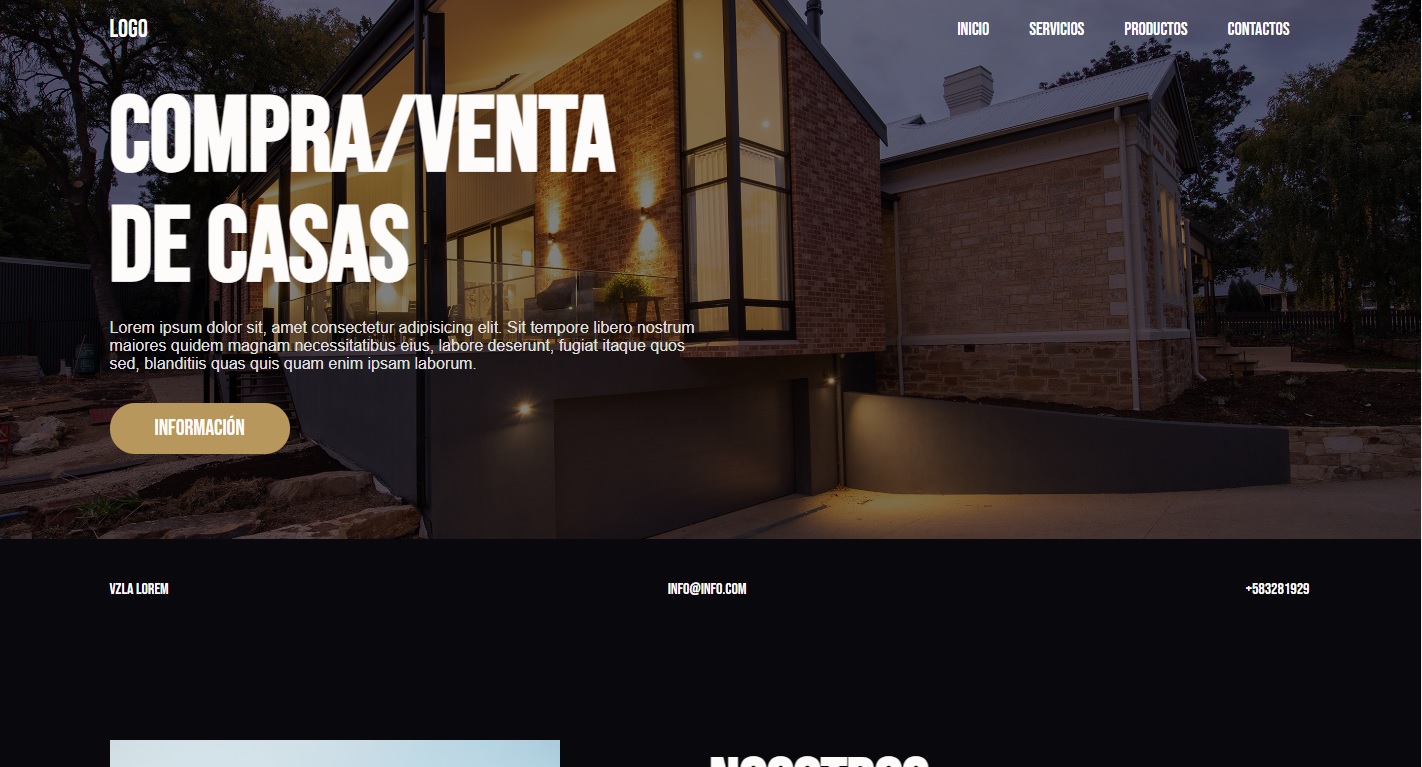 LOGO
INICIO SERVICIOS PRODUCTOS CONTACTOS
COMPRA/VENTA
DE CASAS
Lorem ipsum dolor sit, amet consectetur adipisicing elit. Sit tempore libero nostrum
maiores quidem magnam necessitatibus eius, labore deserunt, fugiat itaque quos
sed, blanditiis quas quis quam enim ipsam laborum.
INFORMACIÓN
VZLA LOREM INFO@INFO.COM +583281929
NOSOTROS